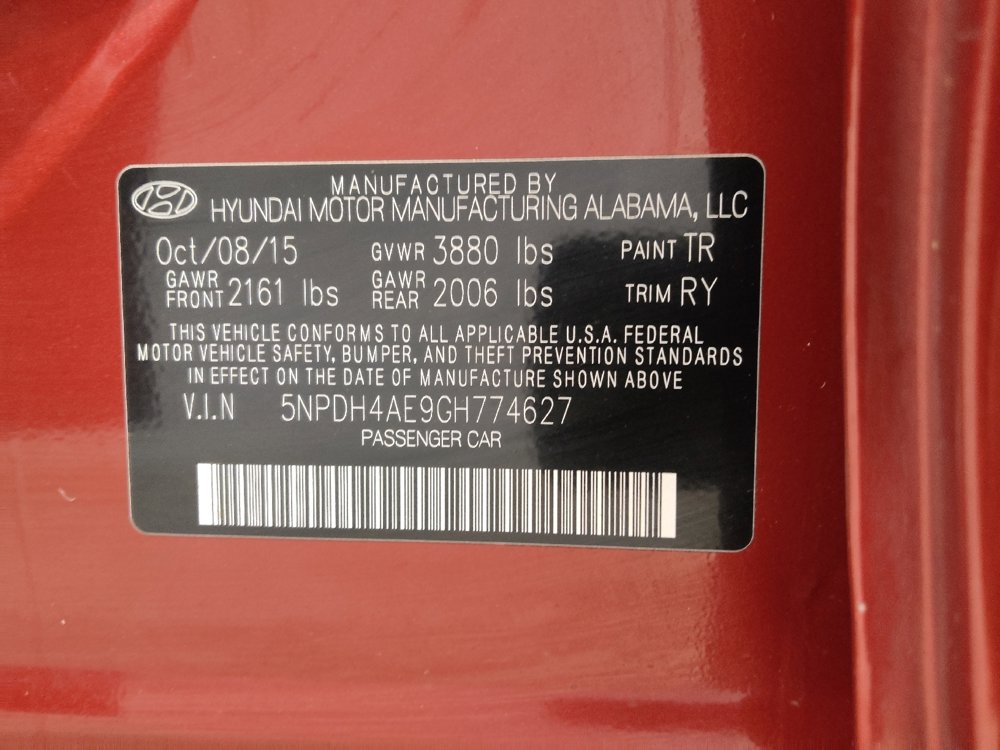 MANUFACTURED BY
HYUNDAI MOTOR MANUFACTURING ALABAMA, LLC
Oct/08/15 GVWR 3880 lbs PAINT TR
GAWR FRONT 2161 lbs GAWR REAR 2006 lbs TRIM RY
THIS VEHICLE CONFORMS TO ALL APPLICABLE U.S.A. FEDERAL
MOTOR VEHICLE SAFETY, BUMPER, AND THEFT PREVENTION STANDARDS
IN EFFECT ON THE DATE OF MANUFACTURE SHOWN ABOVE
V.I.N 5NPDH4AE9GH774627
PASSENGER CAR